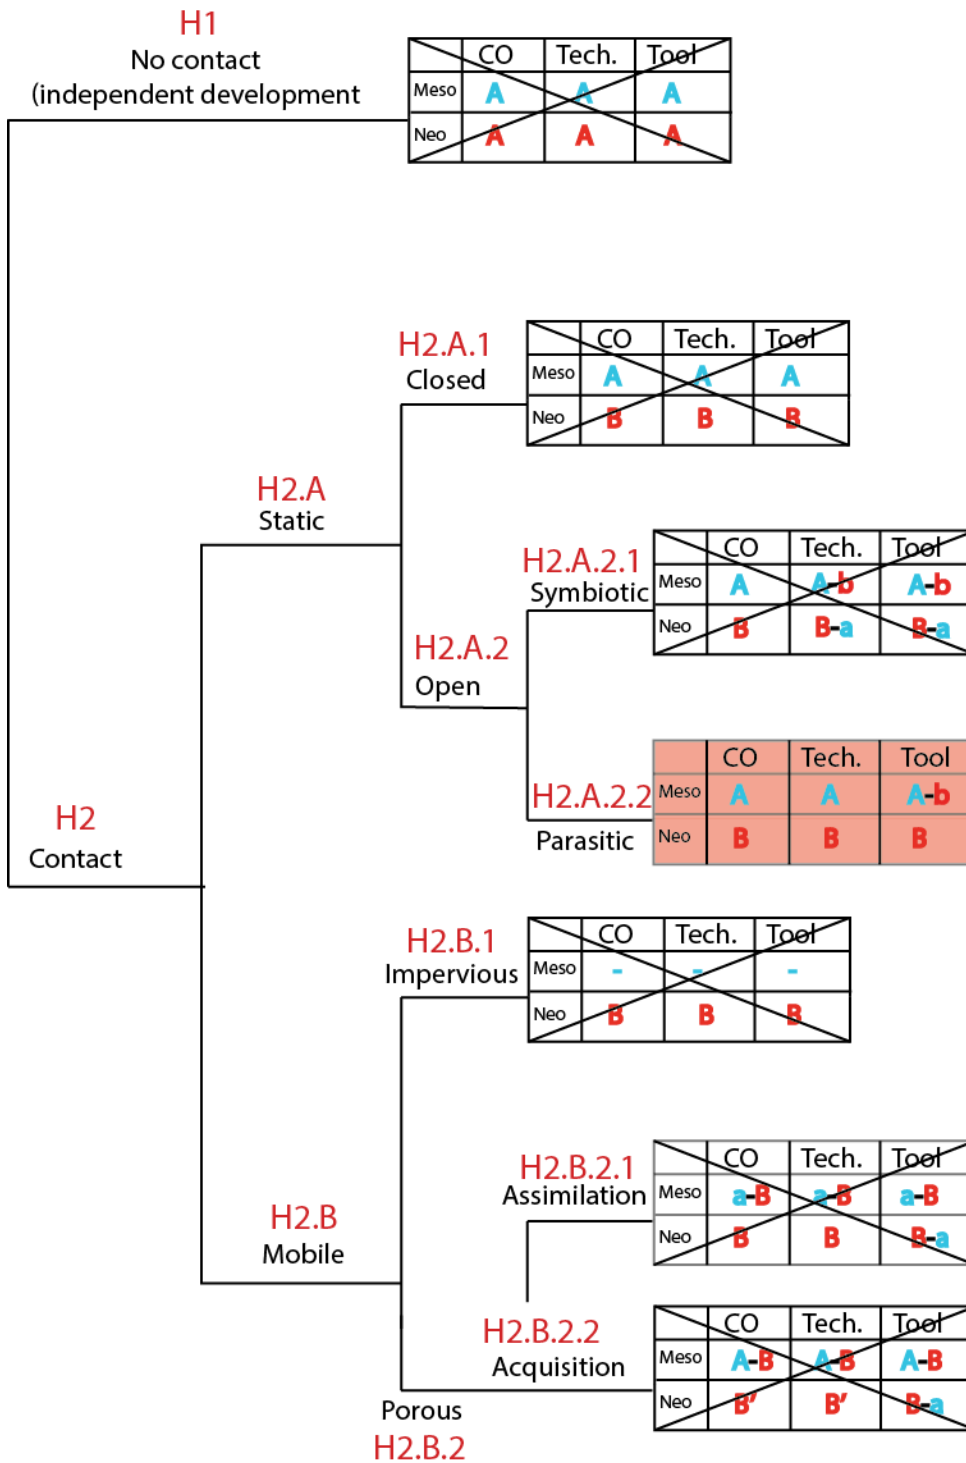 H1
No contact
(independent development
CO Tech. Tool
Meso A A A
Neo A A A
H2.A.1
Closed
CO Tech. Tool
Meso A A A
Neo B B B
H2.A
Static
H2.A.2.1
Symbiotic
CO Tech. Tool
Meso A A-b A-b
Neo B B-a B-a
H2.A.2
Open
H2.A.2.2
Parasitic
CO Tech. Tool
Meso A A A-b
Neo B B B
H2
Contact
H2.B.1
Impervious
CO Tech. Tool
Meso - - -
Neo B B B
H2.B.2.1
Assimilation
CO Tech. Tool
Meso a-B a-B a-B
Neo B B B-a
H2.B
Mobile
H2.B.2.2
Acquisition
CO Tech. Tool
Meso A-B A-B A-B
Neo B' B' B-a
Porous
H2.B.2